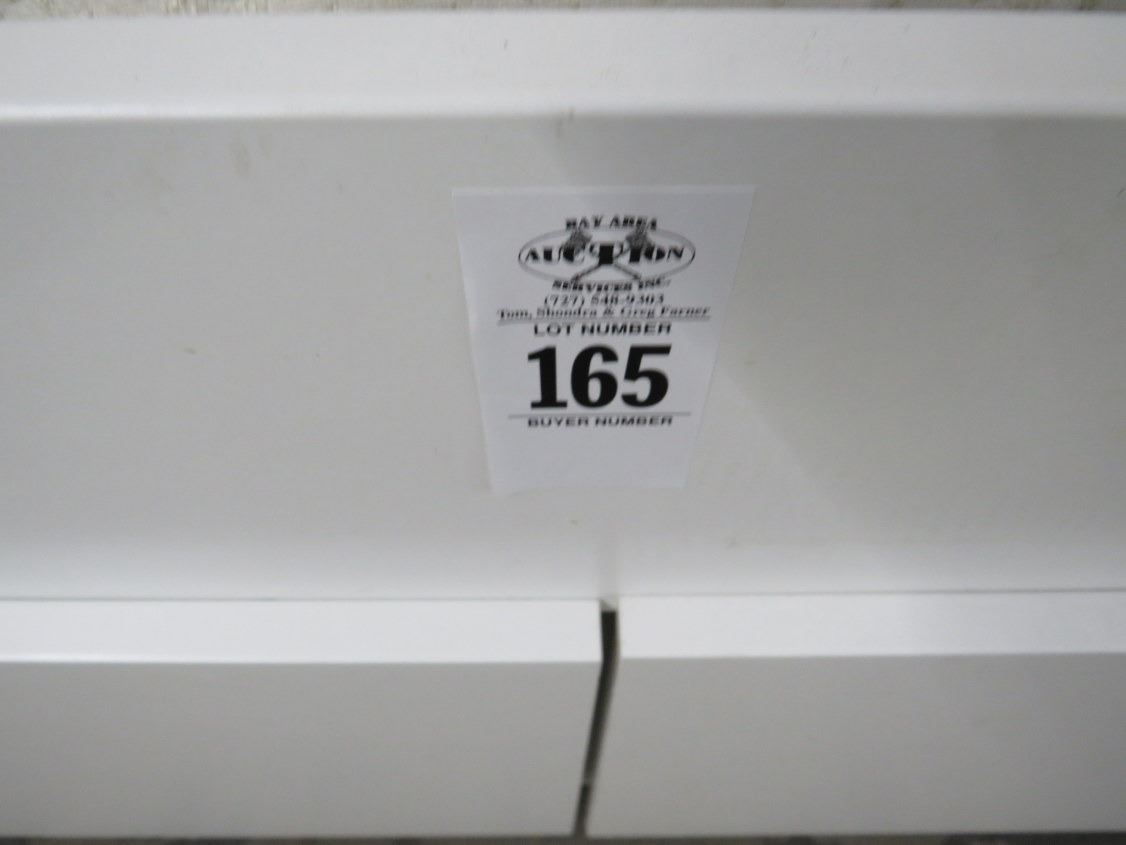 BAY AREA
AUCTION
SERVICES INC.
(727) 548-9303
Tom, Shondra & Greg Farner
LOT NUMBER
165
BUYER NUMBER